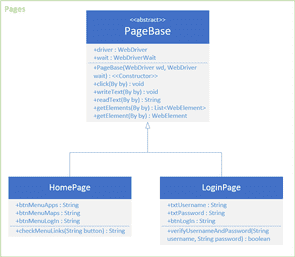 Pages
<<abstract>>
PageBase
+driver : WebDriver
+wait : WebDriverWait
+PageBase(WebDriver wd, WebDriver
wait) : <<Constructor>>
+click(By by) : void
+writeText(By by) : void
+readText(By by) : String
+getElements(By by) : List<WebElement>
+getElement(By by) : WebElement
HomePage
+btnMenuApps : String
+btnMenuMaps : String
+btnMenuLogIn : String
+checkMenuLinks(String button) : String
LoginPage
+txtUsername : String
+txtPassword : String
+btnLogIn : String
+verifyUsernameAndPassword(String
username, String password) : boolean